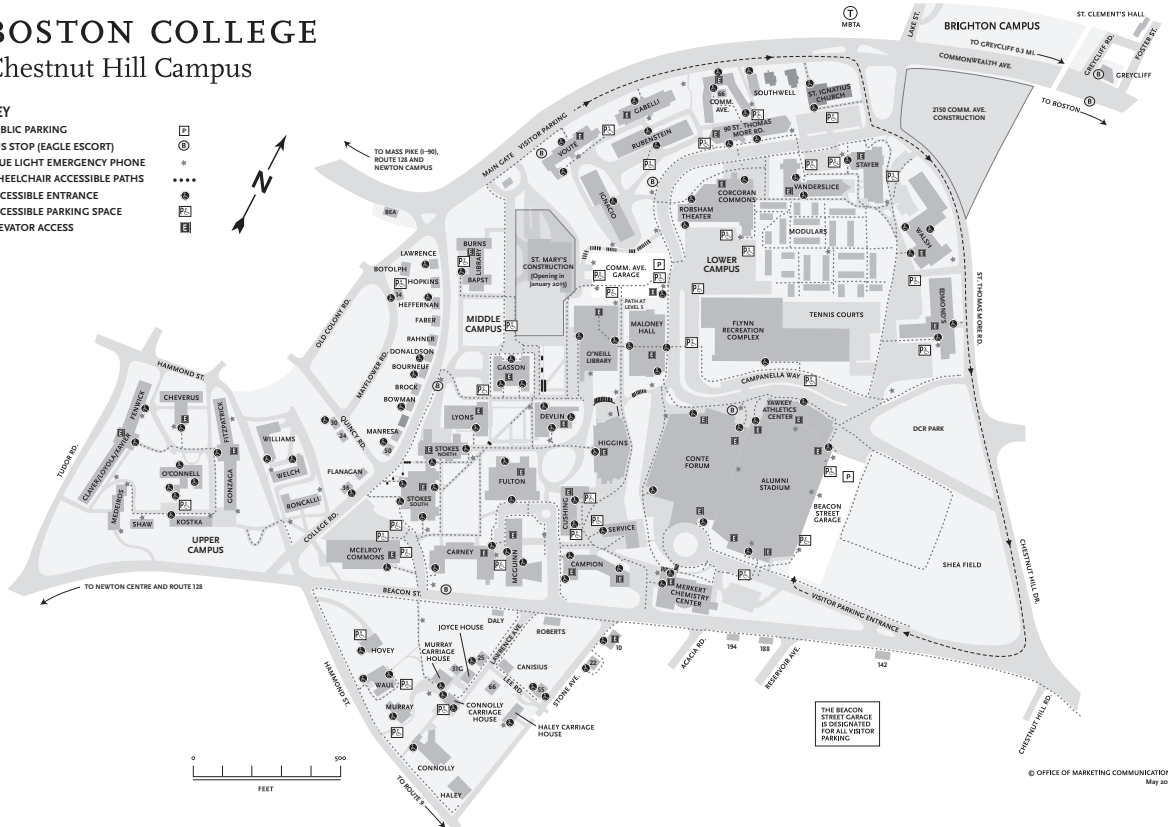 BOSTON COLLEGE
Chestnut Hill Campus
KEY
PUBLIC PARKING
P
BUS STOP (EAGLE ESCORT)
B
BLUE LIGHT EMERGENCY PHONE
WHEELCHAIR ACCESSIBLE PATHS
ACCESSIBLE ENTRANCE
ACCESSIBLE PARKING SPACE
ELEVATOR ACCESS
E
N
T
MBTA
LAKE ST.
BRIGHTON CAMPUS
ST. CLEMENT'S HALL
FOSTER ST.
GREYCLIFF RD.
TO GREYCLIFF 0.3 MI.
COMMONWEALTH AVE.
GREYCLIFF
TO BOSTON
2150 COMM. AVE.
CONSTRUCTION
TO MASS PIKE (I-90),
ROUTE 128 AND
NEWTON CAMPUS
MAIN GATE
VISITOR PARKING
VOUTE
GABELLI
RUBENSTEIN
66
COMM.
AVE.
SOUTHWELL
ST. IGNATIUS
CHURCH
90 ST. THOMAS
MORE RD.
IGNACIO
ROBSHAM
THEATER
CORCORAN
COMMONS
VANDERSLICE
STAYER
MODULARS
WALSH
EDMOND'S
ST. THOMAS MORE RD.
LOWER
CAMPUS
TENNIS COURTS
FLYNN
RECREATION
COMPLEX
CAMPANELLA WAY
BEA
LAWRENCE
BOTOLPH
HOPKINS
14
HEFFERNAN
FABER
RAHNER
DONALDSON
BOURNEUF
BROCK
BOWMAN
MANRESA
50
OLD COLONY RD.
MAYFLOWER RD.
QUINCY RD.
30
24
BURNS
LIBRARY
BAPST
ST. MARY'S
CONSTRUCTION
(Opening in
January 2015)
MIDDLE
CAMPUS
COMM. AVE.
GARAGE
PATH AT
LEVEL 5
O'NEILL
LIBRARY
MALONEY
HALL
GASSON
LYONS
DEVLIN
STOKES
NORTH
STOKES
SOUTH
FULTON
HIGGINS
CONTE
FORUM
YAWKEY
ATHLETICS
CENTER
ALUMNI
STADIUM
BEACON
STREET
GARAGE
DCR PARK
SHEA FIELD
CHESTNUT HILL DR.
HAMMOND ST.
TUDOR RD.
FENWICK
CHEVERUS
FITZPATRICK
CLAVER/LOYOLA/XAVIER
O'CONNELL
GONZAGA
MEDEIROS
SHAW
KOSTKA
UPPER
CAMPUS
WILLIAMS
WELCH
RONCALLI
FLANAGAN
36
COLLEGE RD.
MCELROY
COMMONS
CARNEY
MCGUINN
CUSHING
SERVICE
CAMPION
MERKERT
CHEMISTRY
CENTER
VISITOR PARKING ENTRANCE
TO NEWTON CENTRE AND ROUTE 128
BEACON ST.
JOYCE HOUSE
DALY
LAWRENCE AVE.
ROBERTS
MURRAY
CARRIAGE
HOUSE
31C
25
CANISIUS
10
22
HOVEY
WAUL
66
LEE RD.
55
STONE AVE.
MURRAY
CONNOLLY
CARRIAGE
HOUSE
HALEY CARRIAGE
HOUSE
HAMMOND ST.
CONNOLLY
HALEY
TO ROUTE 9
ACACIA RD.
194
188
RESERVOIR AVE.
142
CHESTNUT HILL RD.
THE BEACON
STREET GARAGE
IS DESIGNATED
FOR ALL VISITOR
PARKING
0
500
FEET
© OFFICE OF MARKETING COMMUNICATION
May 20